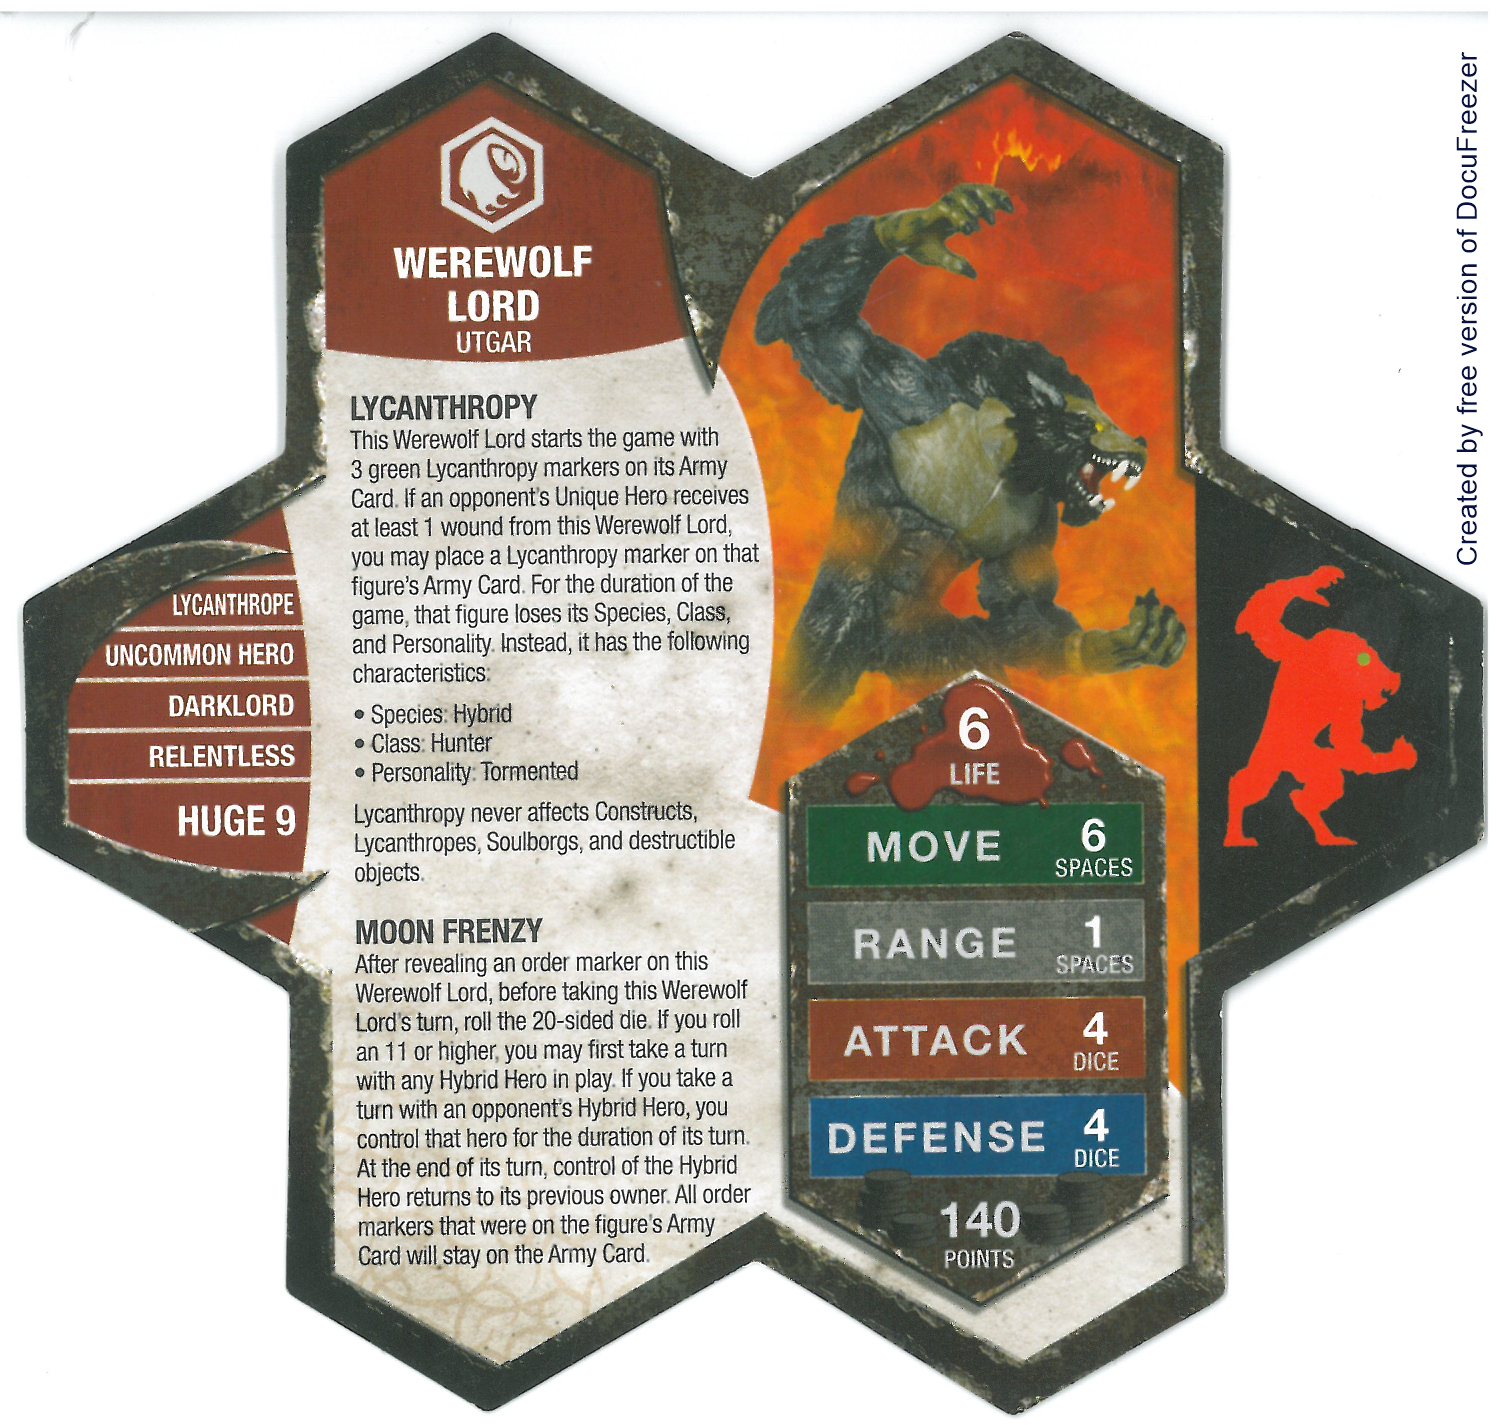 WEREWOLF
LORD
UTGAR
LYCANTHROPY
This Werewolf Lord starts the game with
3 green Lycanthropy markers on its Army
Card. If an opponent's Unique Hero receives
at least 1 wound from this Werewolf Lord,
you may place a Lycanthropy marker on that
figure's Army Card. For the duration of the
game, that figure loses its Species, Class,
and Personality. Instead, it has the following
characteristics:
• Species: Hybrid
• Class: Hunter
• Personality: Tormented
Lycanthropy never affects Constructs,
Lycanthropes, Soulborgs, and destructible
objects.
MOON FRENZY
After revealing an order marker on this
Werewolf Lord, before taking this Werewolf
Lord's turn, roll the 20-sided die. If you roll
an 11 or higher, you may first take a turn
with any Hybrid Hero in play. If you take a
turn with an opponent's Hybrid Hero, you
control that hero for the duration of its turn.
At the end of its turn, control of the Hybrid
Hero returns to its previous owner. All order
markers that were on the figure's Army
Card will stay on the Army Card.
LYCANTHROPE
UNCOMMON HERO
DARKLORD
RELENTLESS
HUGE 9
6
LIFE
MOVE 6
SPACES
RANGE 1
SPACES
ATTACK 4
DICE
DEFENSE 4
DICE
140
POINTS
Created by free version of DocuFreezer